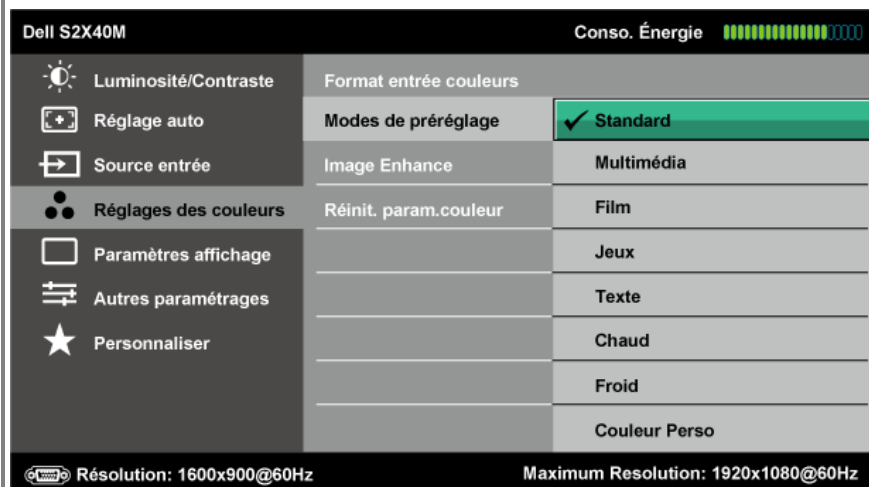 Dell S2X40M
Conso. Énergie
Luminosité/Contraste
Réglage auto
Source entrée
Réglages des couleurs
Paramètres affichage
Autres paramétrages
Personnaliser
Format entrée couleurs
Modes de préréglage
Image Enhance
Réinit. param.couleur
Standard
Multimédia
Film
Jeux
Texte
Chaud
Froid
Couleur Perso
Résolution: 1600x900@60Hz
Maximum Resolution: 1920x1080@60Hz